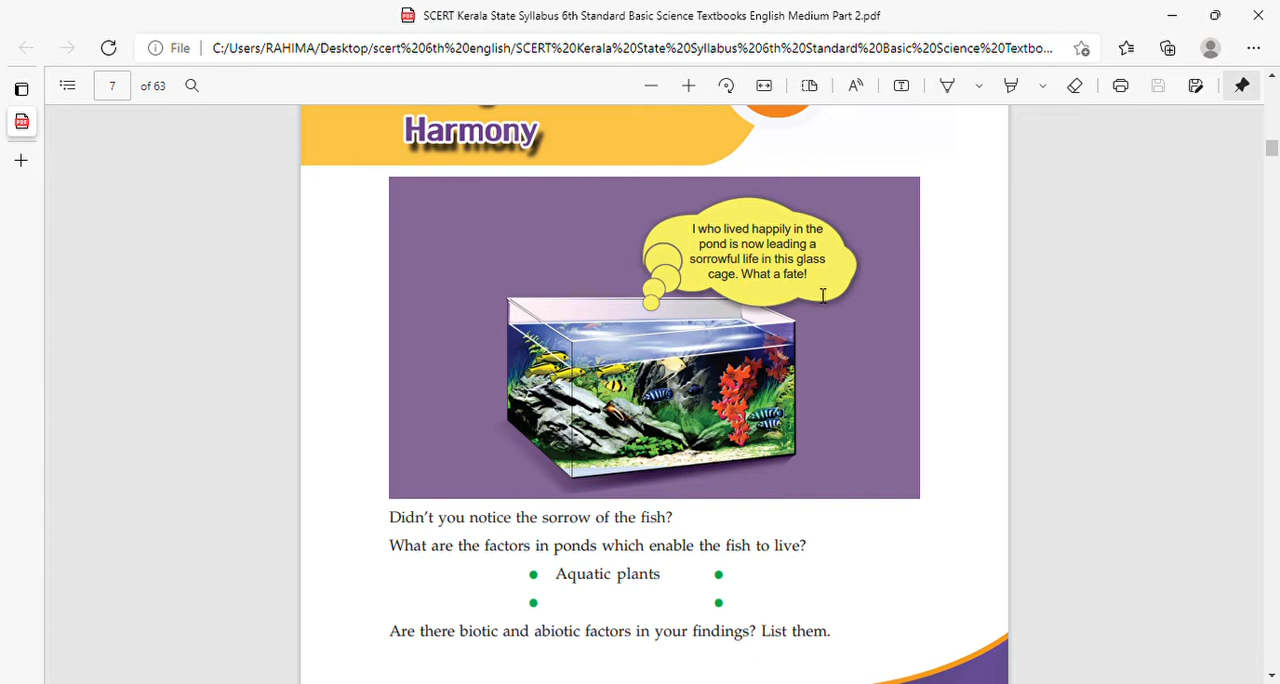 SCERT Kerala State Syllabus 6th Standard Basic Science Textbooks English Medium Part 2.pdf
File C:/Users/RAHIMA/Desktop/scert%206th%20english/SCERT%20Kerala%20State%20Syllabus%206th%20Standard%20Basic%20Science%20Textbo...
7 of 63
Harmony
I who lived happily in the
pond is now leading a
sorrowful life in this glass
cage. What a fate!
Didn't you notice the sorrow of the fish?
What are the factors in ponds which enable the fish to live?
• Aquatic plants •
• •
Are there biotic and abiotic factors in your findings? List them.